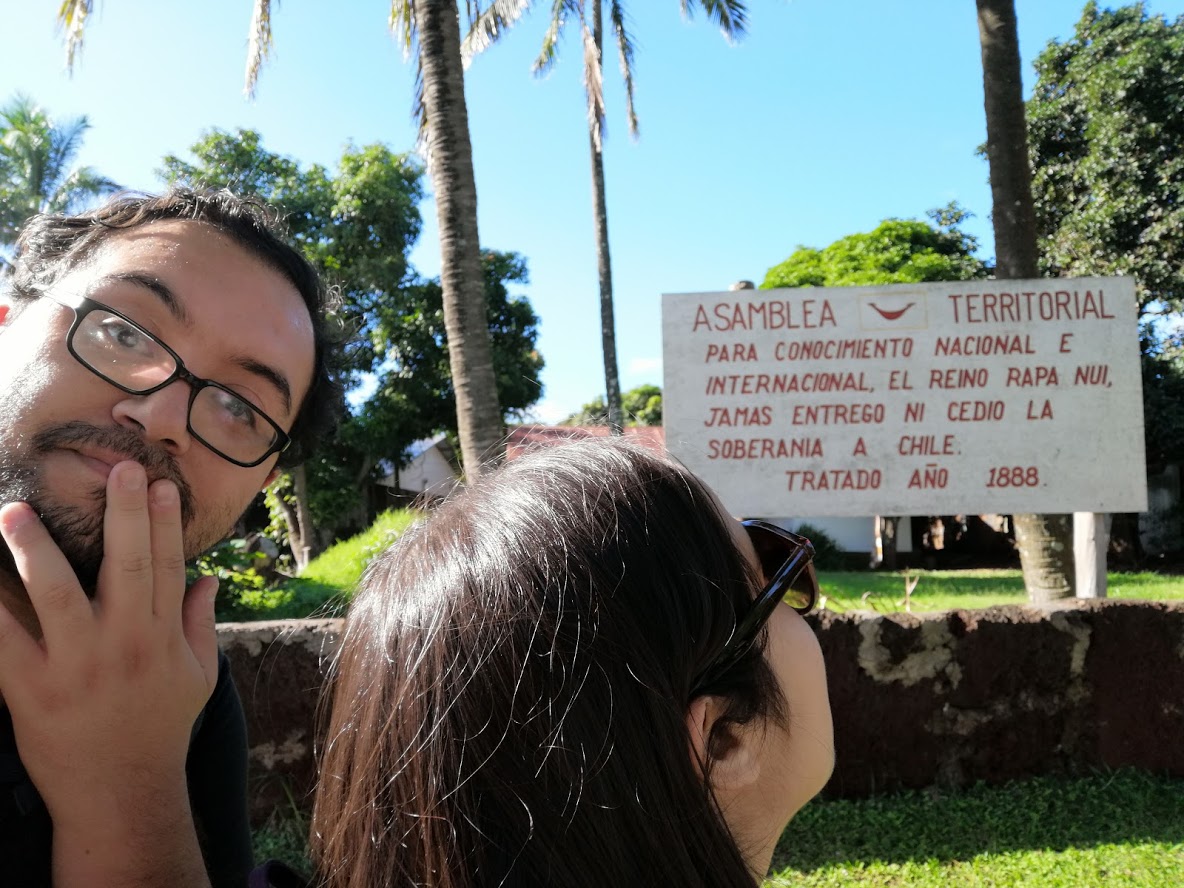 ASAMBLEA TERRITORIAL
PARA CONOCIMIENTO NACIONAL E
INTERNACIONAL, EL REINO RAPA NUI,
JAMAS ENTREGO NI CEDIO LA
SOBERANIA A CHILE.
TRATADO AÑO 1888.